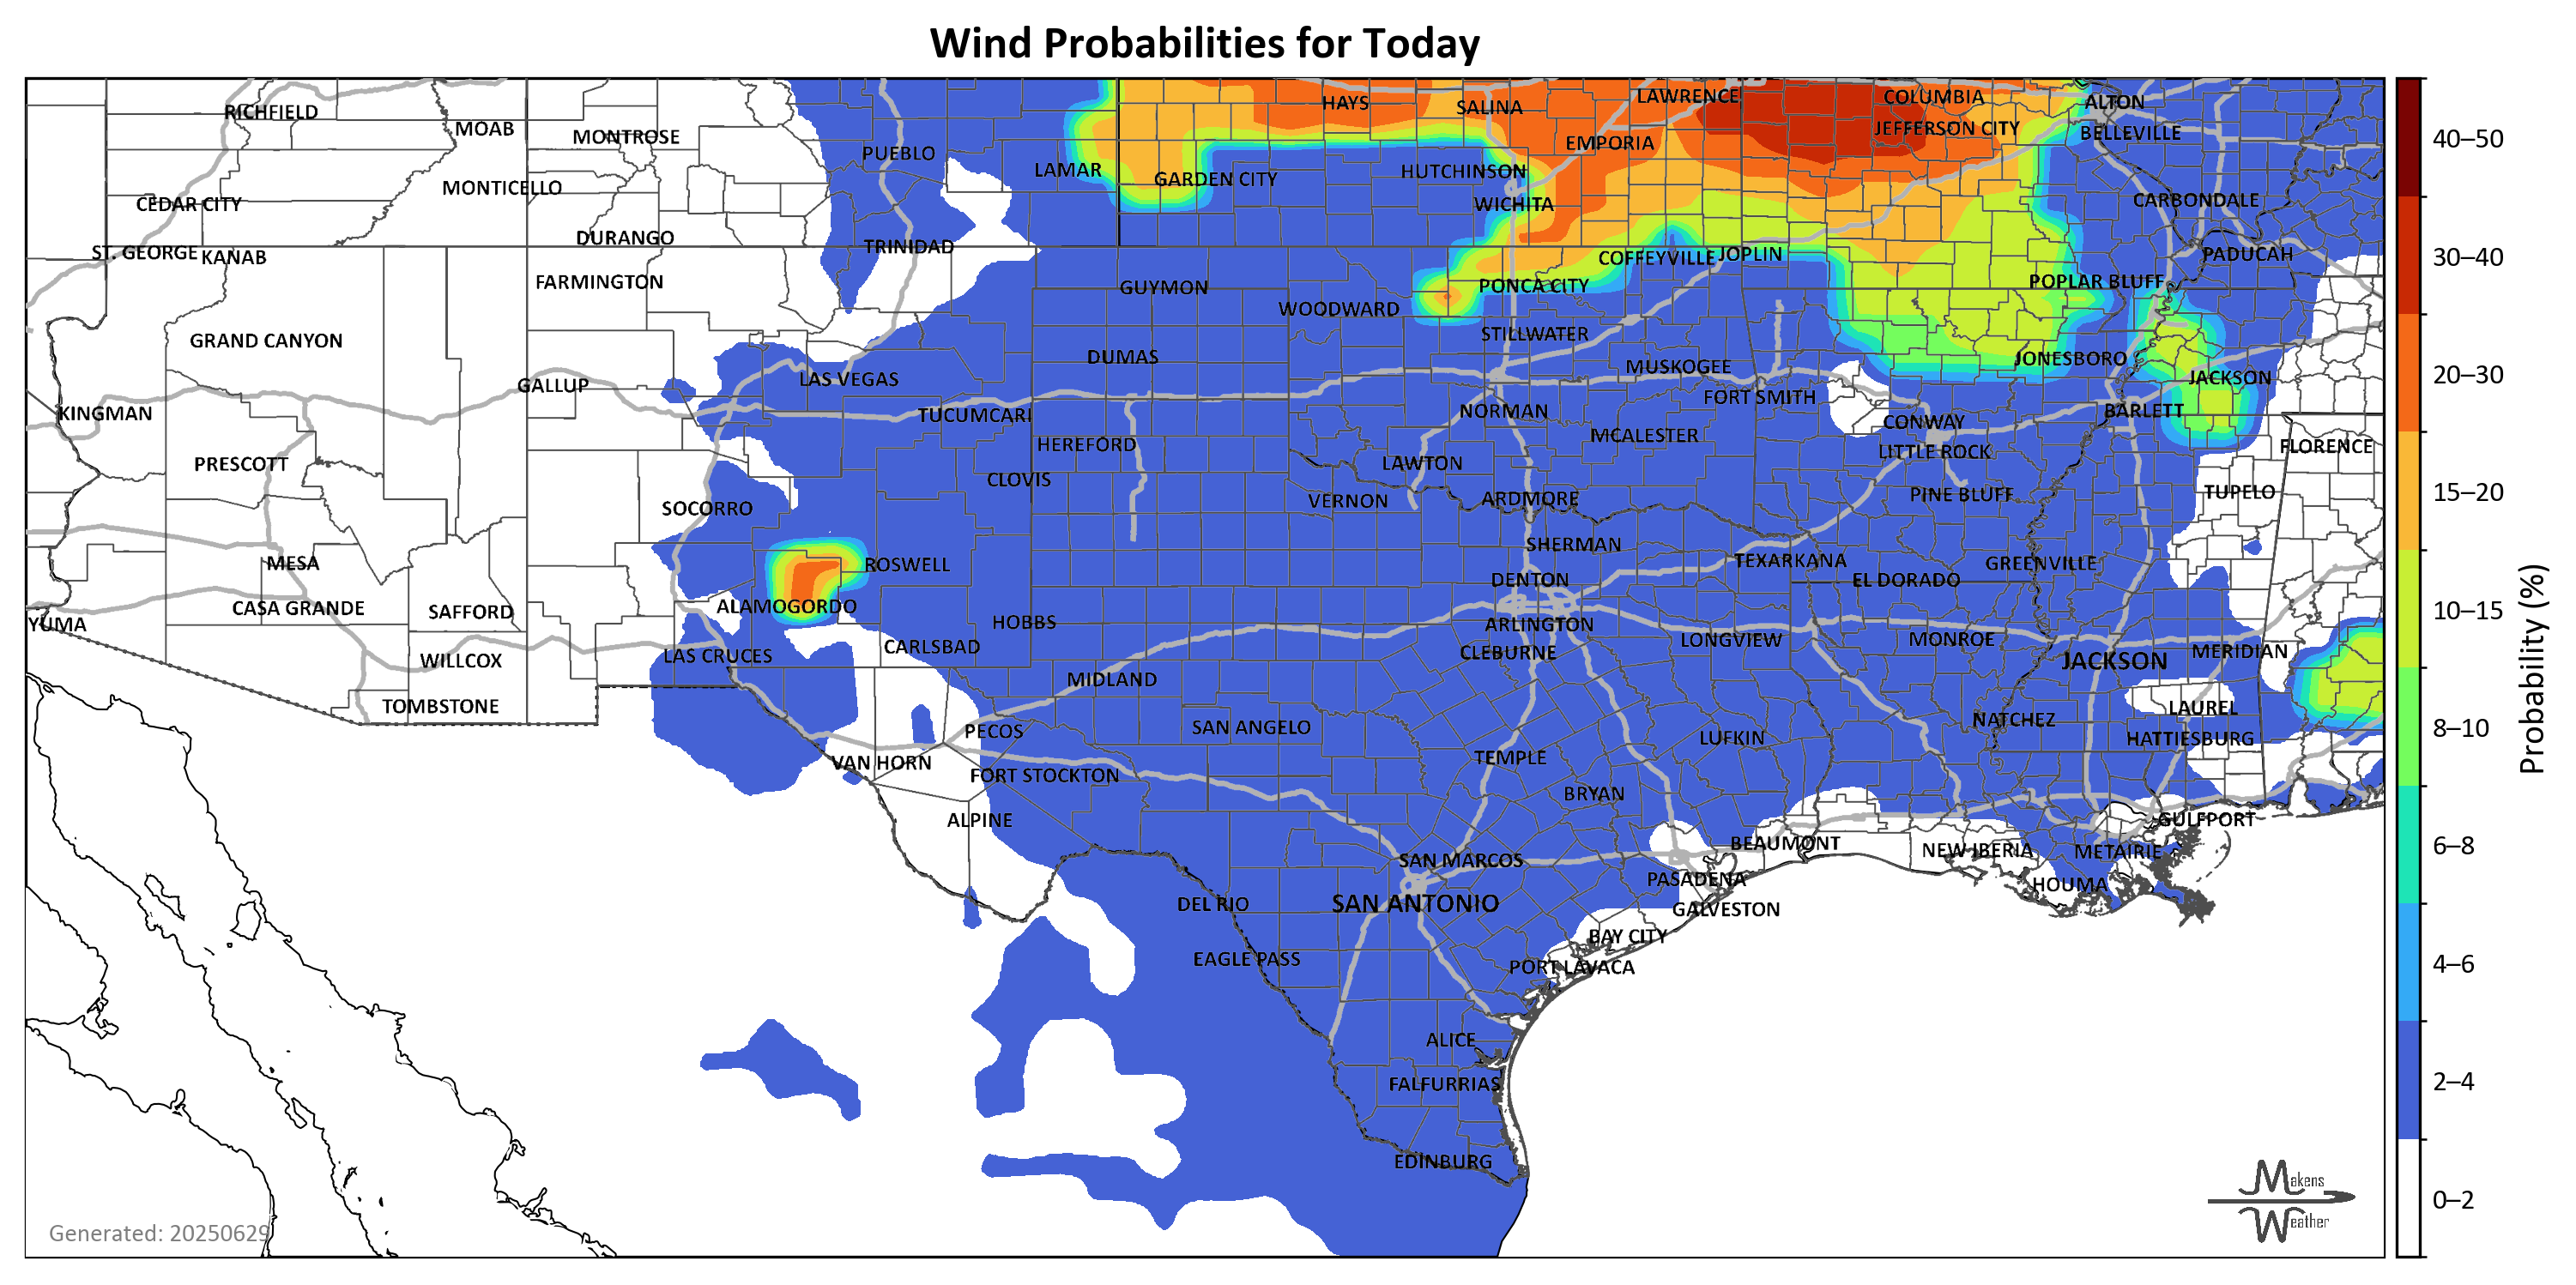 Wind Probabilities for Today
RICHFIELD
MOAB
MONTROSE
PUEBLO
LAMAR
HAYS
SALINA
LAWRENCE
COLUMBIA
ALTON
JEFFERSON CITY
BELLEVILLE
EMPORIA
GARDEN CITY
HUTCHINSON
MONTICELLO
CEDAR CITY
WICHITA
CARBONDALE
DURANGO
TRINIDAD
ST. GEORGE
KANAB
COFFEYVILLE
JOPLIN
PADUCAH
FARMINGTON
GUYMON
PONCA CITY
POPLAR BLUFF
WOODWARD
GRAND CANYON
STILLWATER
DUMAS
JONESBORO
MUSKOGEE
GALLUP
LAS VEGAS
JACKSON
FORT SMITH
KINGMAN
TUCUMCARI
NORMAN
BARLETT
CONWAY
HEREFORD
MCALESTER
LITTLE ROCK
FLORENCE
PRESCOTT
LAWTON
CLOVIS
PINE BLUFF
TUPELO
SOCORRO
VERNON
ARDMORE
SHERMAN
MESA
ROSWELL
TEXARKANA
GREENVILLE
DENTON
EL DORADO
CASA GRANDE
SAFFORD
ALAMOGORDO
YUMA
HOBBS
ARLINGTON
LONGVIEW
MONROE
CARLSBAD
CLEBURNE
LAS CRUCES
WILLCOX
JACKSON
MERIDIAN
MIDLAND
TOMBSTONE
LAUREL
NATCHEZ
PECOS
SAN ANGELO
LUFKIN
HATTIESBURG
VAN HORN
TEMPLE
FORT STOCKTON
BRYAN
ALPINE
GULFPORT
BEAUMONT
NEW IBERIA
METAIRIE
SAN MARCOS
PASADENA
HOUMA
DEL RIO
SAN ANTONIO
GALVESTON
BAY CITY
EAGLE PASS
PORT LAVACA
ALICE
FALFURRIAS
EDINBURG
Generated: 20250629
Makens
Weather
40–50
30–40
20–30
15–20
10–15
8–10
6–8
4–6
2–4
0–2
Probability (%)